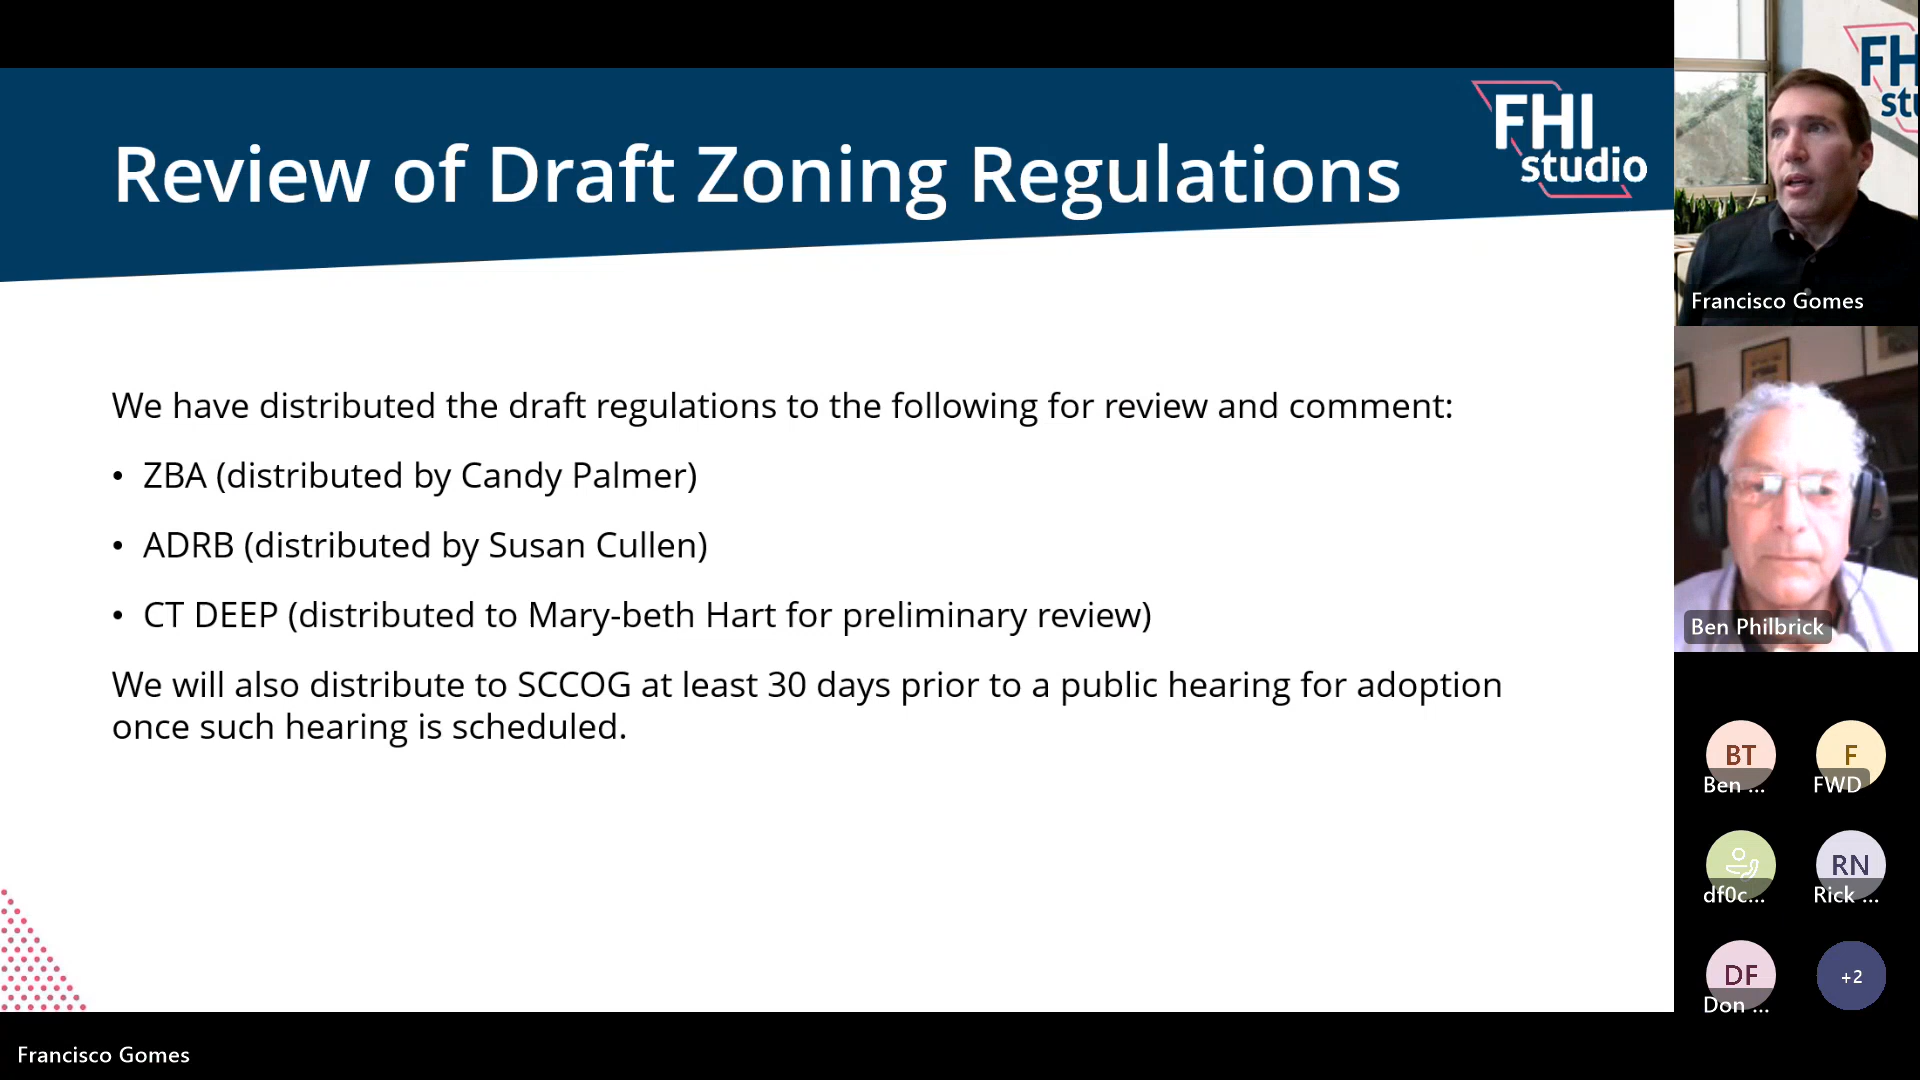 Review of Draft Zoning Regulations
FHI
studio
We have distributed the draft regulations to the following for review and comment:
• ZBA (distributed by Candy Palmer)
• ADRB (distributed by Susan Cullen)
• CT DEEP (distributed to Mary-beth Hart for preliminary review)
We will also distribute to SCCOG at least 30 days prior to a public hearing for adoption
once such hearing is scheduled.
FH
stu
Francisco Gomes
Ben Philbrick
BT
Ben ...
F
FWD
df0c...
RN
Rick ...
DF
Don ...
+2
Francisco Gomes